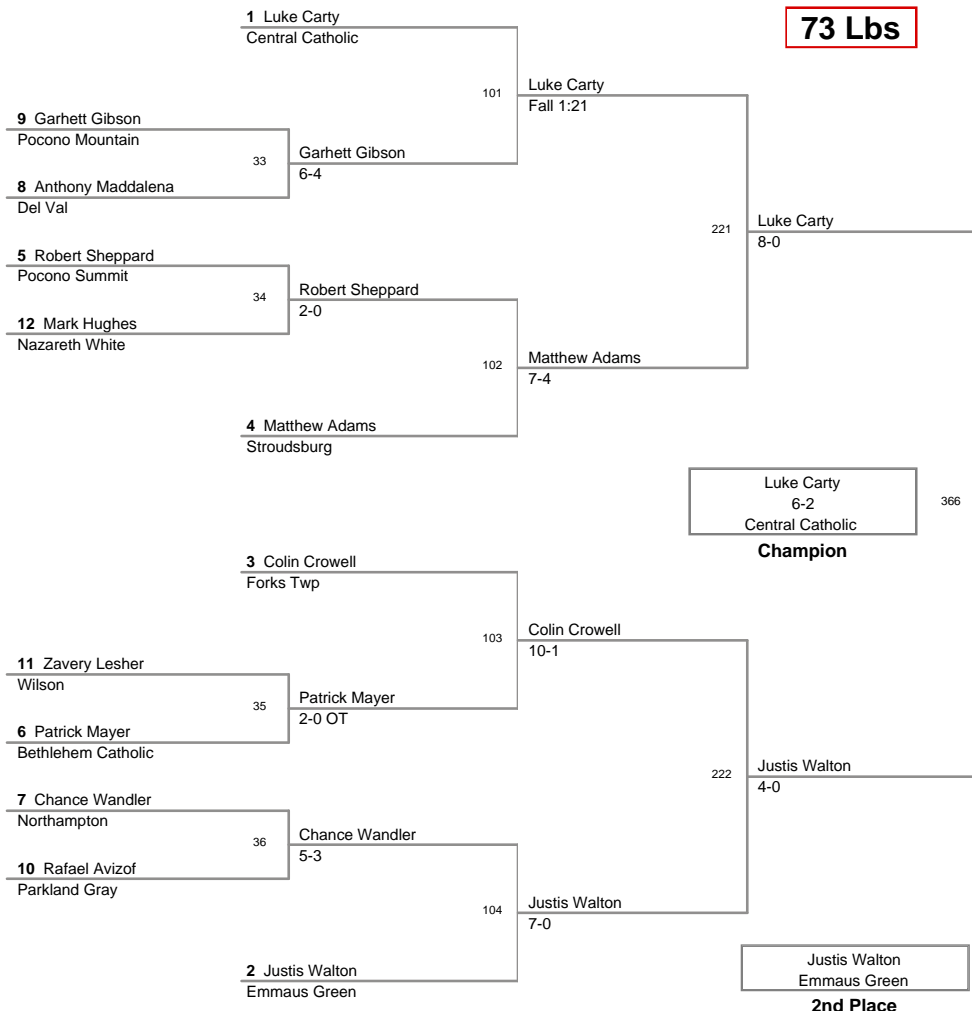 1 Luke Carty
Central Catholic
73 Lbs
101
Luke Carty
Fall 1:21
9 Garhett Gibson
Pocono Mountain
33
Garhett Gibson
6-4
8 Anthony Maddalena
Del Val
221
Luke Carty
8-0
5 Robert Sheppard
Pocono Summit
34
Robert Sheppard
2-0
12 Mark Hughes
Nazareth White
102
Matthew Adams
7-4
4 Matthew Adams
Stroudsburg
Luke Carty
6-2
Central Catholic
366
Champion
3 Colin Crowell
Forks Twp
103
Colin Crowell
10-1
11 Zavery Lesher
Wilson
35
Patrick Mayer
2-0 OT
6 Patrick Mayer
Bethlehem Catholic
222
Justis Walton
4-0
7 Chance Wandler
Northampton
36
Chance Wandler
5-3
10 Rafael Avizof
Parkland Gray
104
Justis Walton
7-0
2 Justis Walton
Emmaus Green
Justis Walton
Emmaus Green
2nd Place